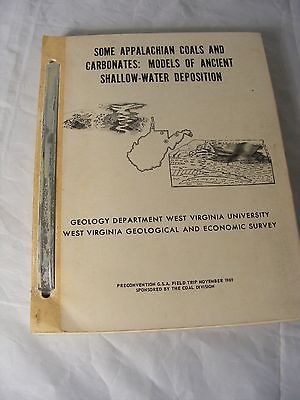 SOME APPALACHIAN COALS AND
CARBONATES: MODELS OF ANCIENT
SHALLOW-WATER DEPOSITION
GEOLOGY DEPARTMENT WEST VIRGINIA UNIVERSITY
WEST VIRGINIA GEOLOGICAL AND ECONOMIC SURVEY
PRECONVENTION G.S.A. FIELD TRIP NOVEMBER 1969
SPONSORED BY THE COAL DIVISION